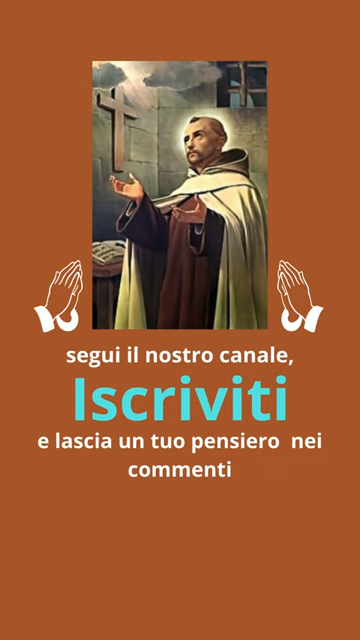 segui il nostro canale,
Iscriviti
e lascia un tuo pensiero  nei
commenti